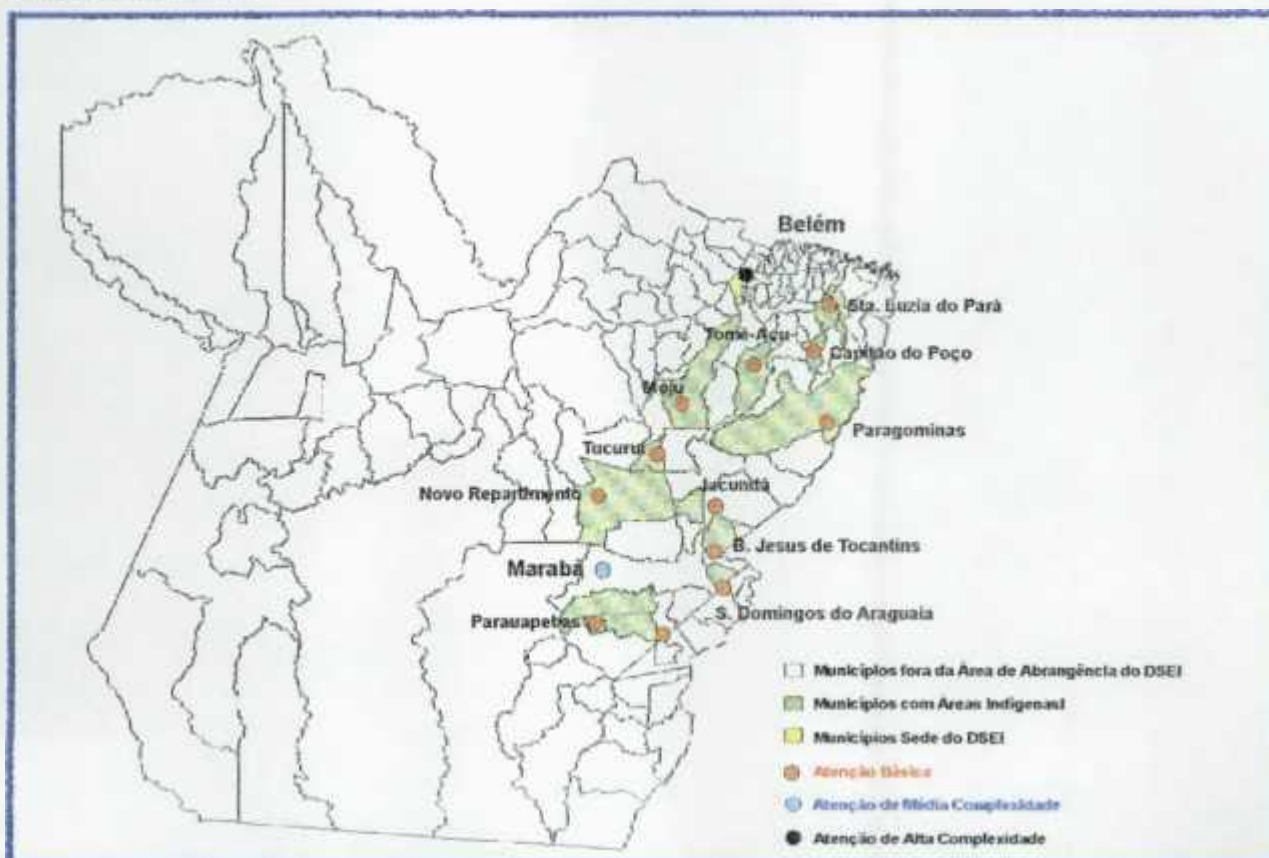 Belém
Sta. Luzia do Pará
Tomé-Açu
Capitão do Poço
Moju
Paragominas
Tucuruí
Jacundá
Novo Repartimento
B. Jesus de Tocantins
Marabá
S. Domingos do Araguaia
Parauapebas
Municípios fora da Área de Abrangência do DSEI
Municípios com Áreas Indígenas!
Municípios Sede do DSEI
Atenção Básica
Atenção de Média Complexidade
Atenção de Alta Complexidade